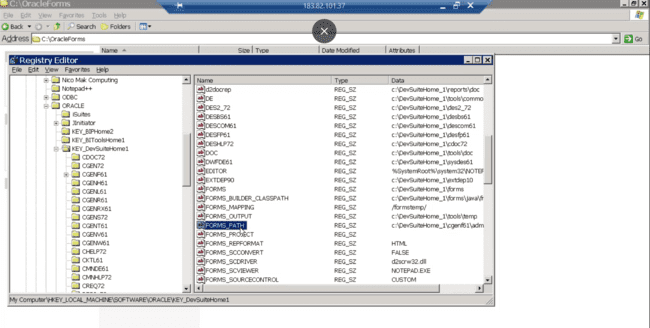 C:\OracleForms
183.82.101.37
File Edit View Favorites Tools Help
Back Search Folders
Address C:\OracleForms Go
Name Size Type Date Modified Attributes
Registry Editor
File Edit View Favorites Help
Nico Mak Computing
Notepad++
ODBC
ORACLE
ISuites
JInitiator
KEY_BIPHome2
KEY_BIToolsHome1
KEY_DevSuiteHome1
CDOC72
CGEN72
CGENF61
CGENH61
CGENL61
CGENR61
CGENRX61
CGENS72
CGENT61
CGENV61
CGENW61
CHELP72
CKTL61
CMNDE61
CMNHLP72
CREQ72
Name Type Data
d2docrep REG_SZ c:\DevSuiteHome_1\reports\doc
DE REG_SZ c:\DevSuiteHome_1\tools\commo
DES2_72 REG_SZ c:\DevSuiteHome_1\des2_72
DESBS61 REG_SZ c:\DevSuiteHome_1\desbs61
DESCOM61 REG_SZ c:\DevSuiteHome_1\descom61
DESFP61 REG_SZ c:\DevSuiteHome_1\desfp61
DESHLP72 REG_SZ c:\DevSuiteHome_1\cdoc72
DOC REG_SZ c:\DevSuiteHome_1\tools\doc
DWFDE61 REG_SZ c:\DevSuiteHome_1\sysdes61
EDITOR REG_SZ %SystemRoot%\system32\NOTEP
EXTDEP90 REG_SZ c:\DevSuiteHome_1\extdep10
FORMS REG_SZ c:\DevSuiteHome_1\forms
FORMS_BUILDER_CLASSPATH REG_SZ c:\DevSuiteHome_1\forms\java\fr
FORMS_MAPPING REG_SZ /formstemp/
FORMS_OUTPUT REG_SZ c:\DevSuiteHome_1\tools\temp
FORMS_PATH REG_SZ c:\DevSuiteHome_1\cgenf61\adm
FORMS_PROJECT REG_SZ
FORMS_REPFORMAT REG_SZ HTML
FORMS_SCCONVERT REG_SZ FALSE
FORMS_SCDRIVER REG_SZ d2scrw32.dll
FORMS_SCVIEWER REG_SZ NOTEPAD.EXE
FORMS_SOURCECONTROL REG_SZ CUSTOM
My Computer\HKEY_LOCAL_MACHINE\SOFTWARE\ORACLE\KEY_DevSuiteHome1